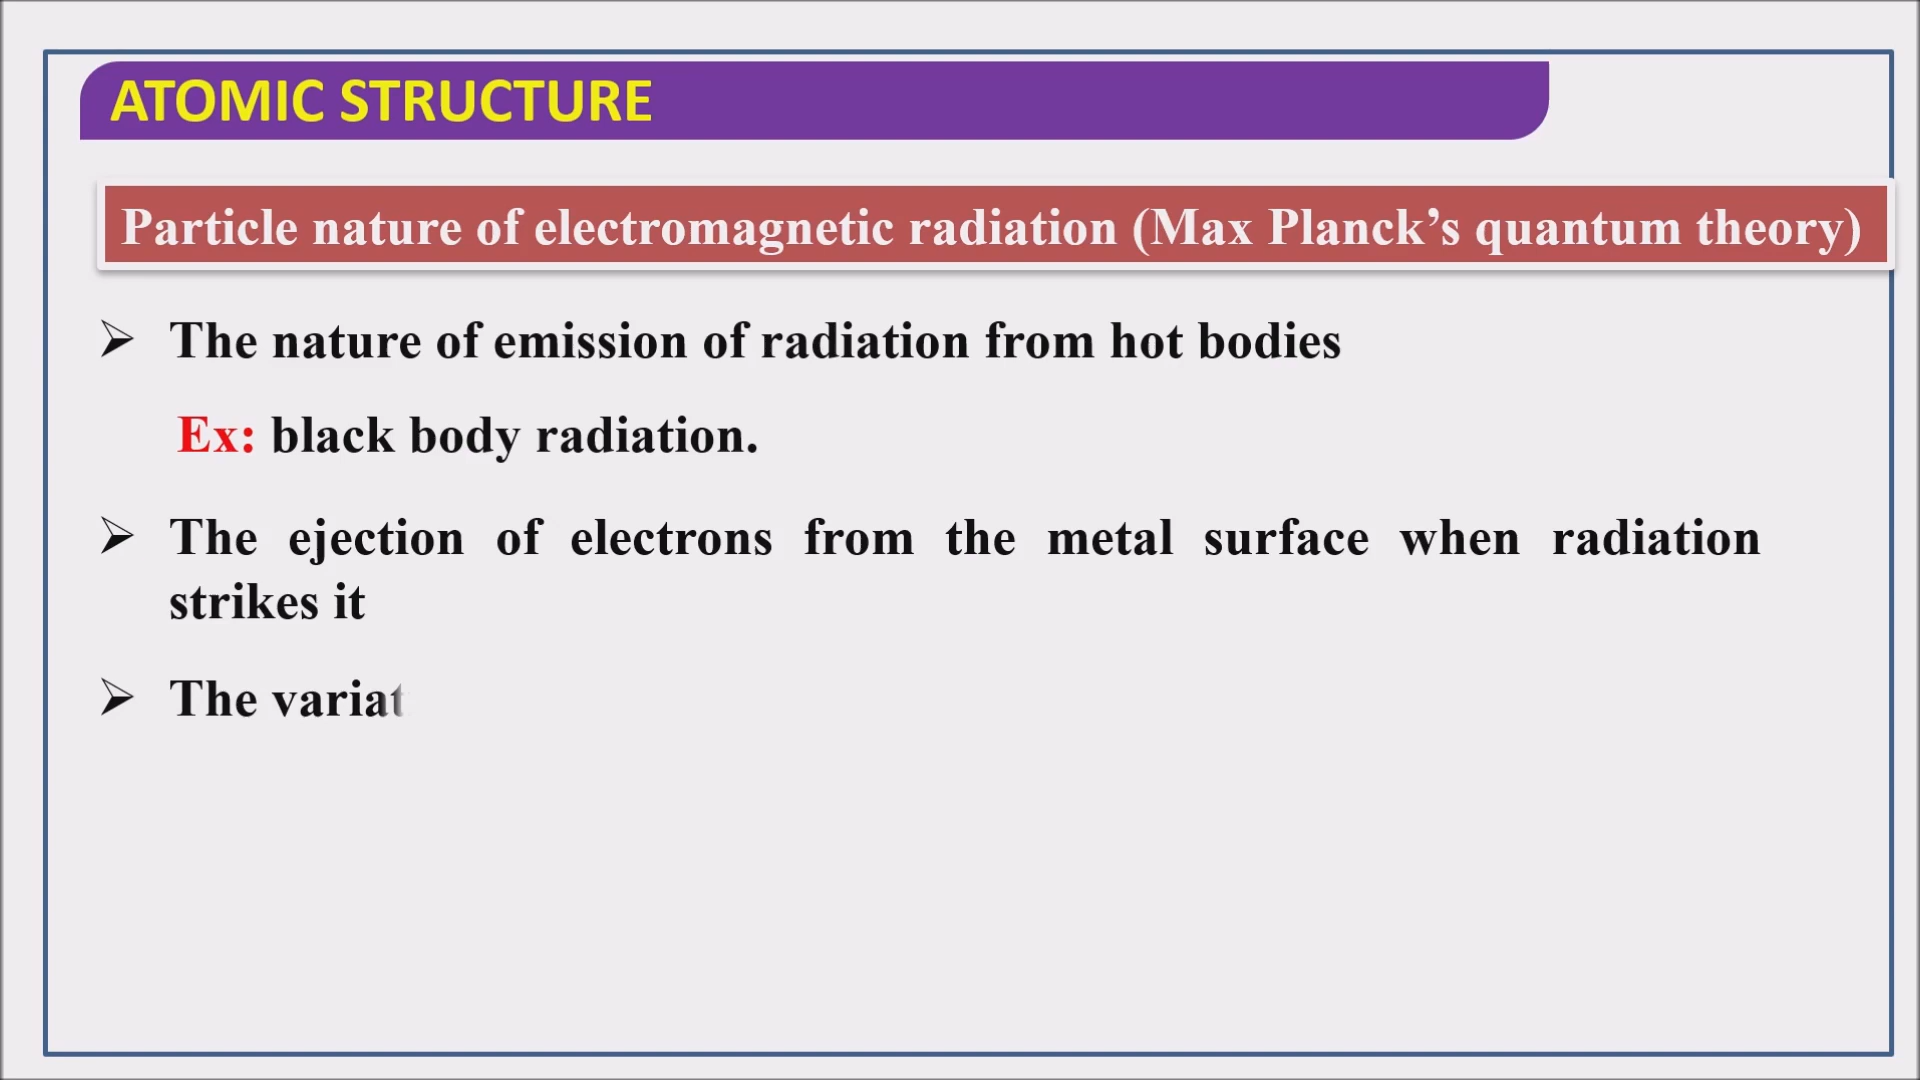 ATOMIC STRUCTURE
Particle nature of electromagnetic radiation (Max Planck’s quantum theory)
➢ The nature of emission of radiation from hot bodies
Ex: black body radiation.
➢ The ejection of electrons from the metal surface when radiation
strikes it
➢ The variat